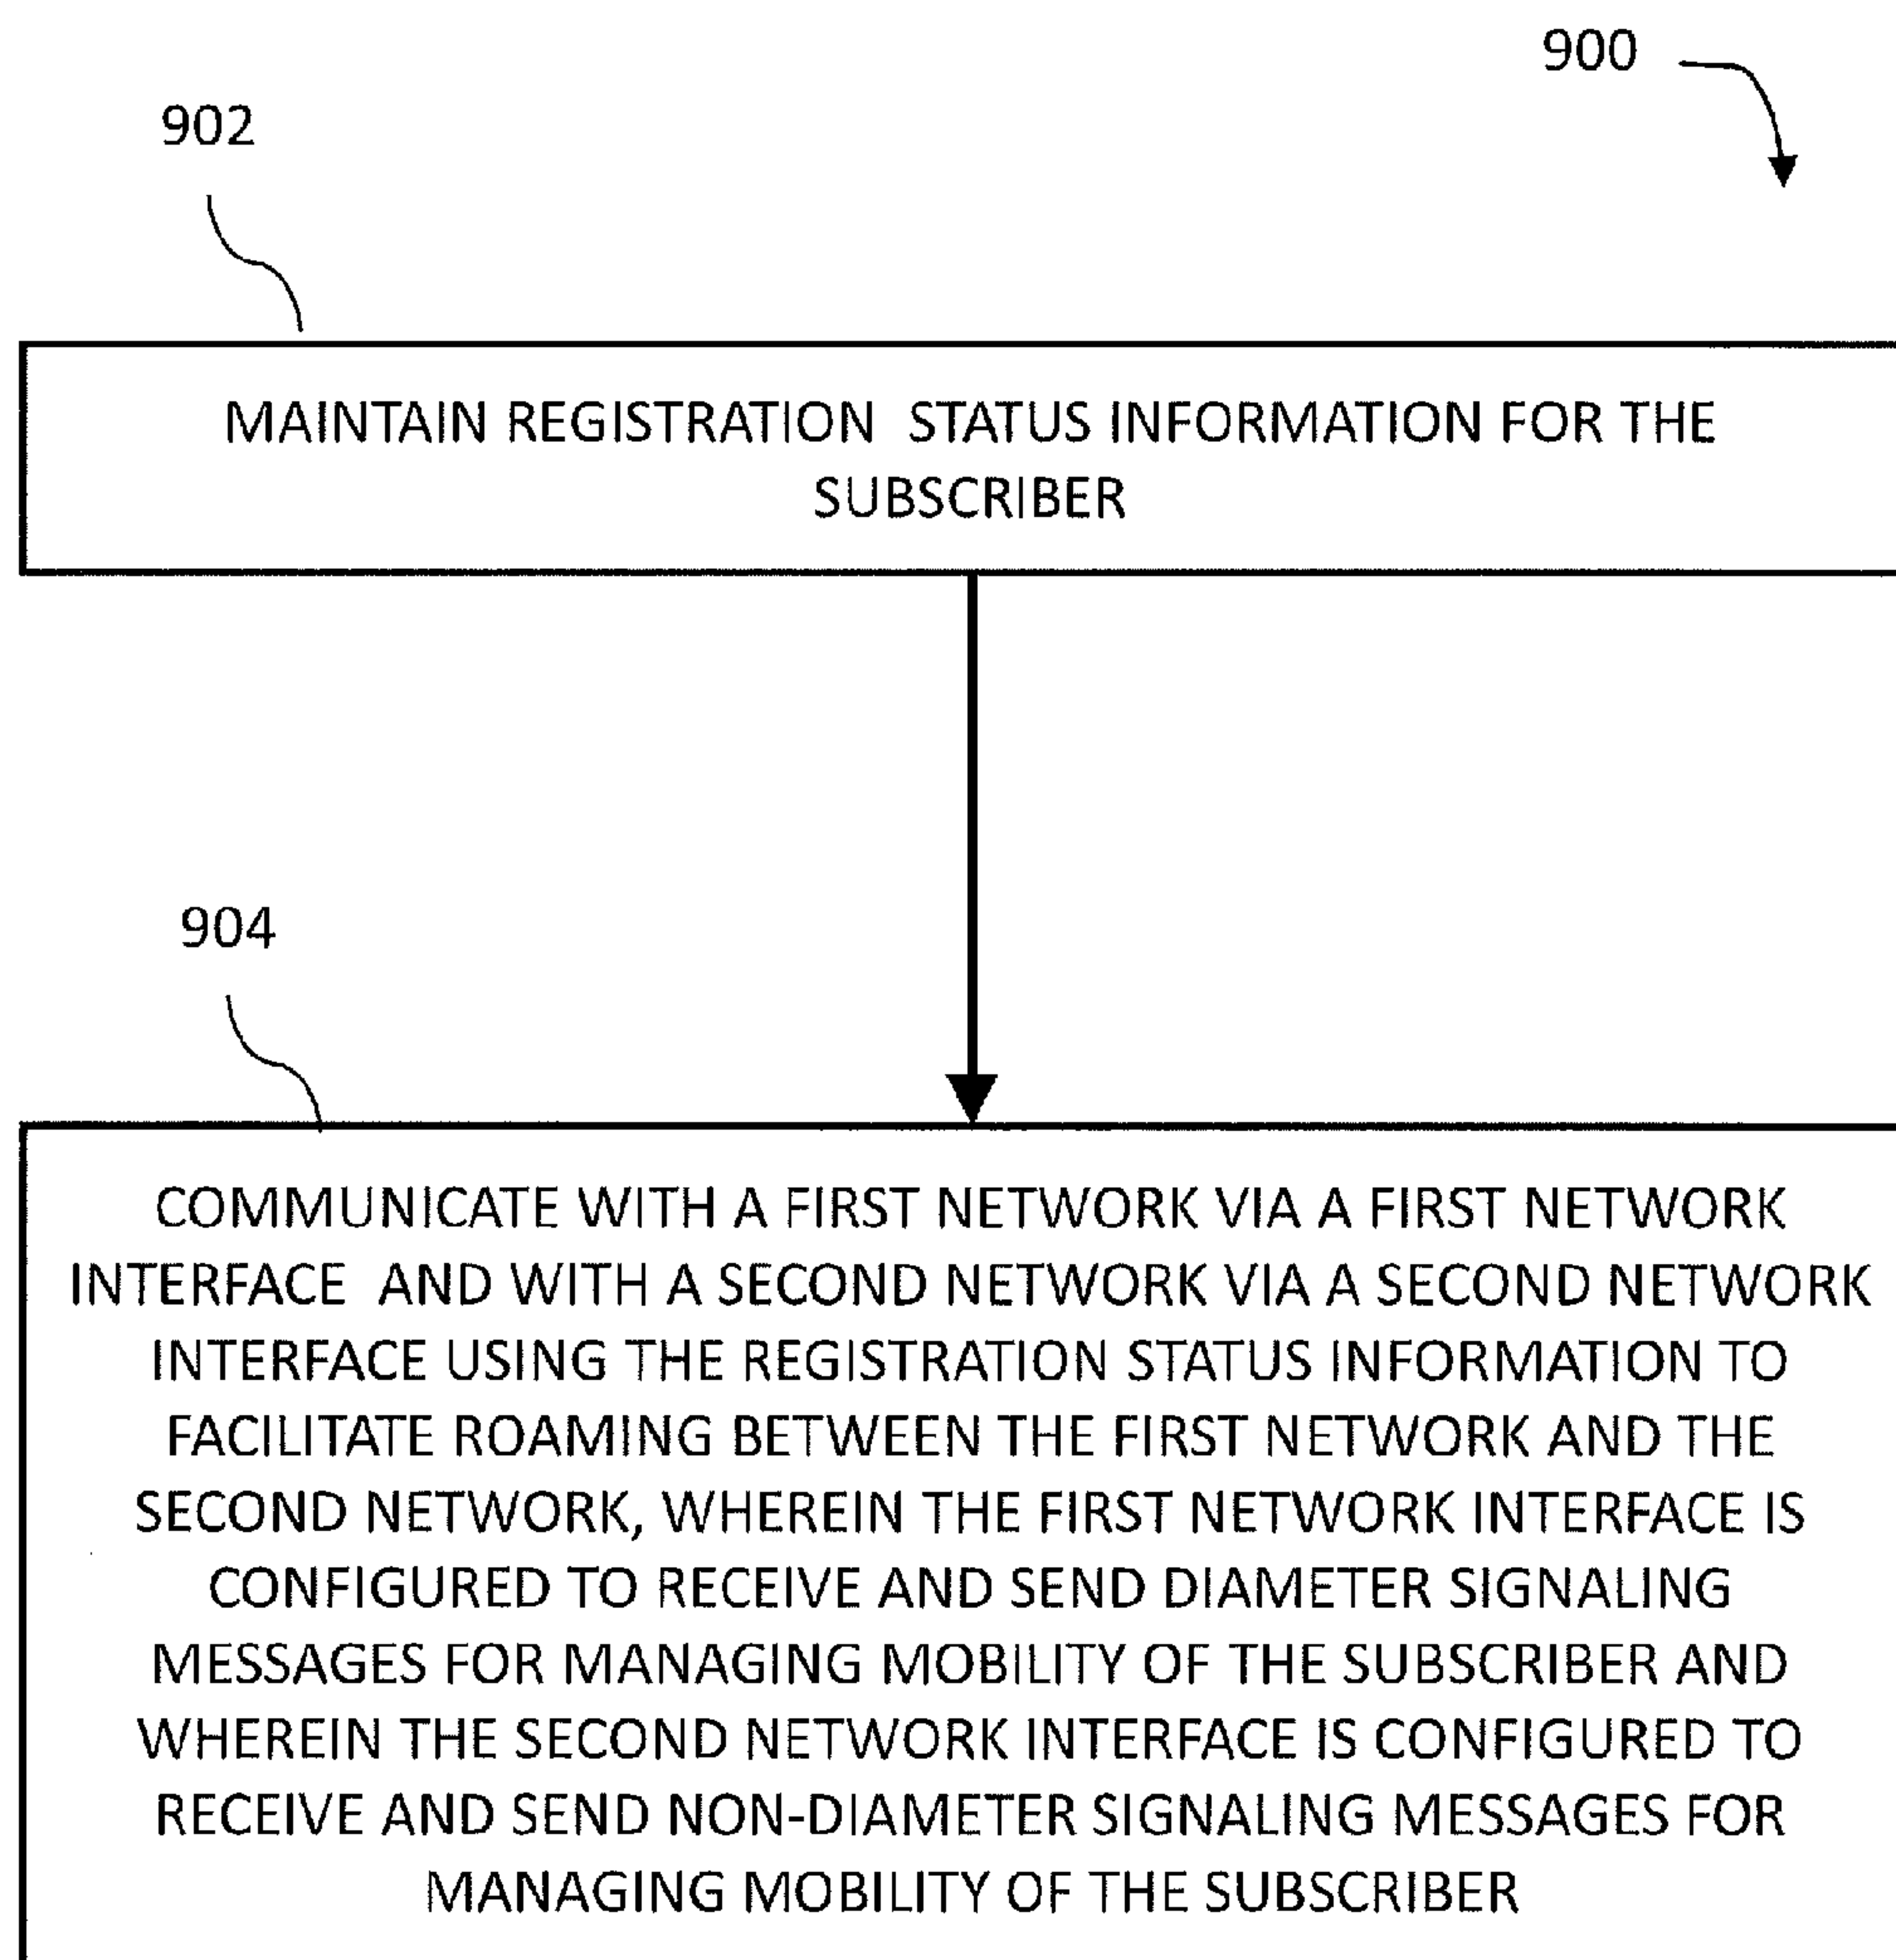 900
902
MAINTAIN REGISTRATION STATUS INFORMATION FOR THE
SUBSCRIBER
904
COMMUNICATE WITH A FIRST NETWORK VIA A FIRST NETWORK
INTERFACE AND WITH A SECOND NETWORK VIA A SECOND NETWORK
INTERFACE USING THE REGISTRATION STATUS INFORMATION TO
FACILITATE ROAMING BETWEEN THE FIRST NETWORK AND THE
SECOND NETWORK, WHEREIN THE FIRST NETWORK INTERFACE IS
CONFIGURED TO RECEIVE AND SEND DIAMETER SIGNALING
MESSAGES FOR MANAGING MOBILITY OF THE SUBSCRIBER AND
WHEREIN THE SECOND NETWORK INTERFACE IS CONFIGURED TO
RECEIVE AND SEND NON-DIAMETER SIGNALING MESSAGES FOR
MANAGING MOBILITY OF THE SUBSCRIBER